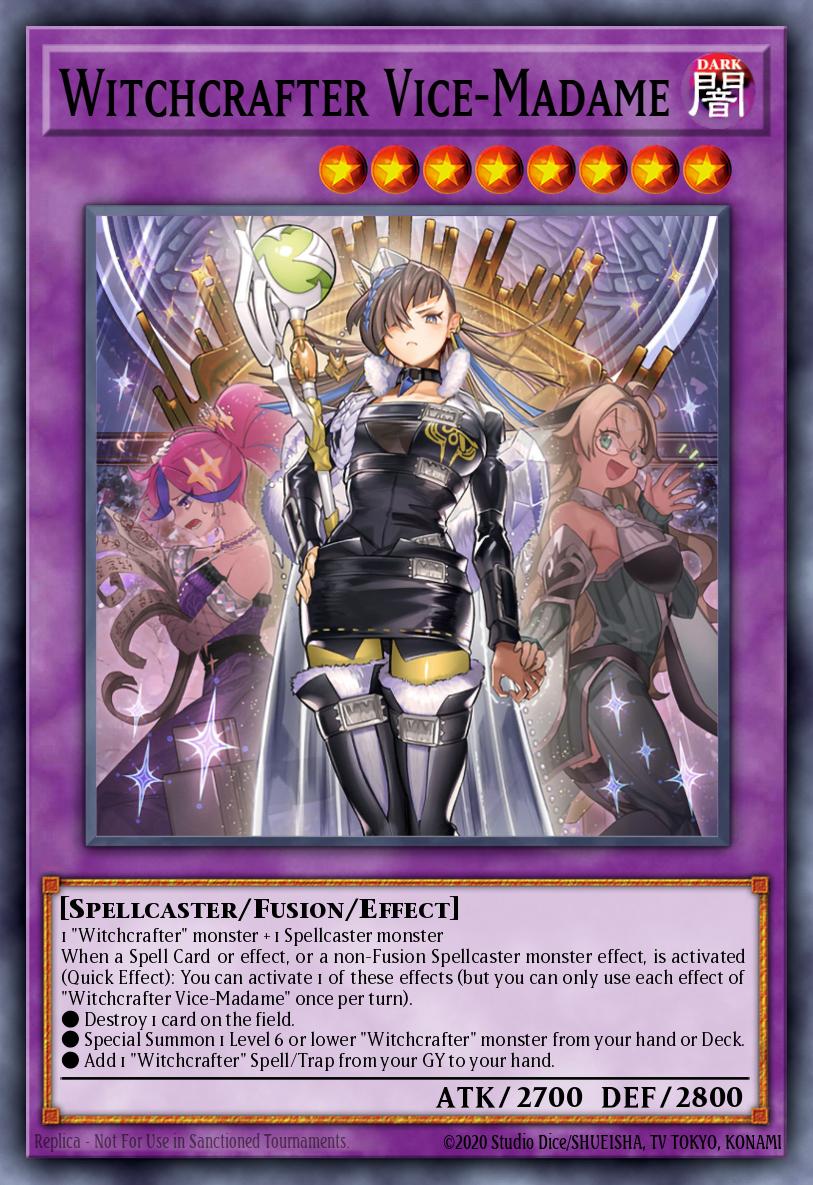 Witchcrafter Vice-Madame
DARK
闇
[Spellcaster/Fusion/Effect]
1 "Witchcrafter" monster + 1 Spellcaster monster
When a Spell Card or effect, or a non-Fusion Spellcaster monster effect, is activated
(Quick Effect): You can activate 1 of these effects (but you can only use each effect of
"Witchcrafter Vice-Madame" once per turn).
● Destroy 1 card on the field.
● Special Summon 1 Level 6 or lower "Witchcrafter" monster from your hand or Deck.
● Add 1 "Witchcrafter" Spell/Trap from your GY to your hand.
ATK/2700 DEF/2800
Replica - Not For Use in Sanctioned Tournaments.
©2020 Studio Dice/SHUEISHA, TV TOKYO, KONAMI